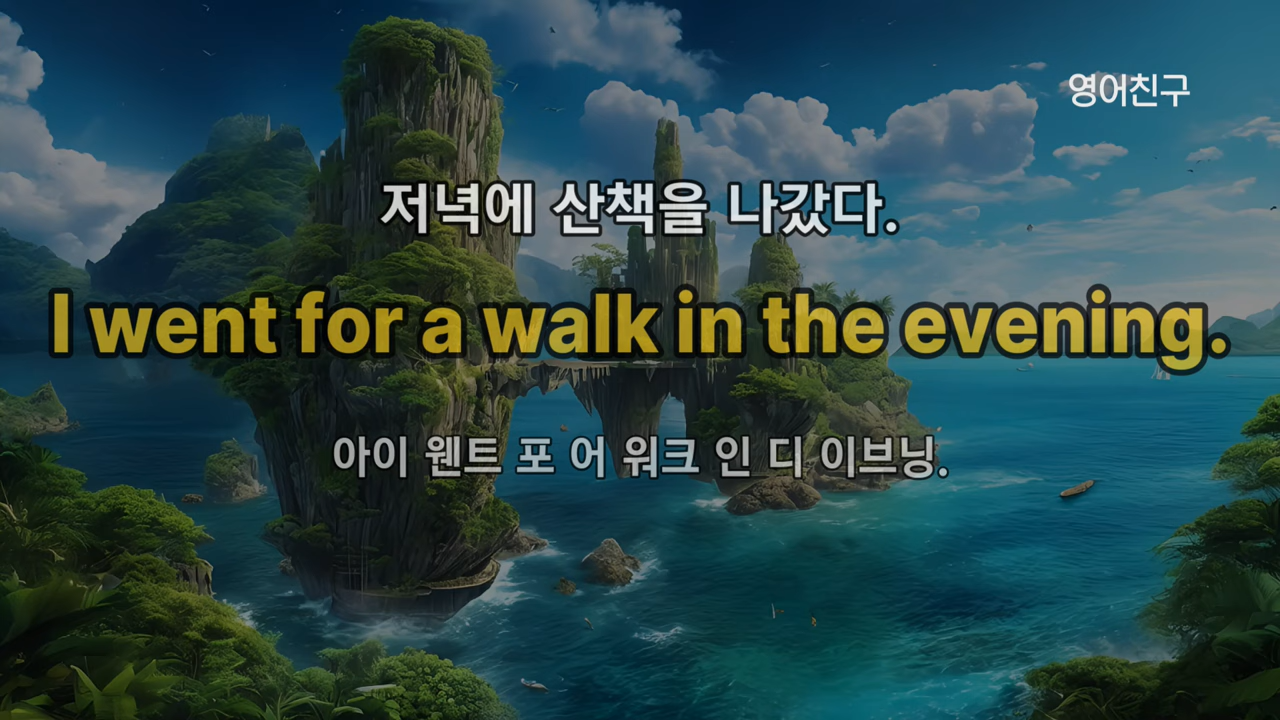 영어친구
저녁에 산책을 나갔다.
I went for a walk in the evening.
아이 웬트 포 어 워크 인 디 이브닝.